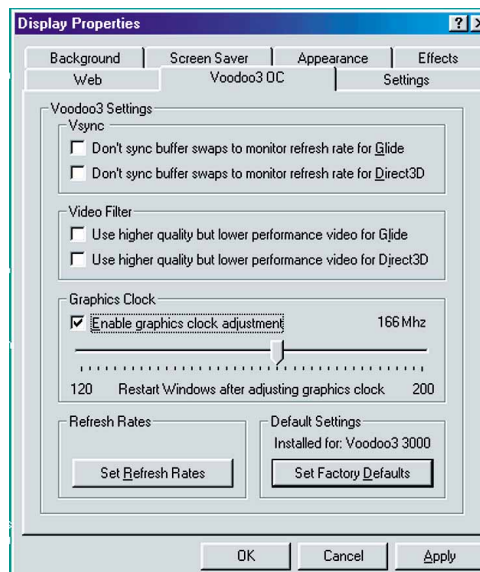 Display Properties
Background Screen Saver Appearance Effects
Web Voodoo3 OC Settings
Voodoo3 Settings
Vsync
Don't sync buffer swaps to monitor refresh rate for Glide
Don't sync buffer swaps to monitor refresh rate for Direct3D
Video Filter
Use higher quality but lower performance video for Glide
Use higher quality but lower performance video for Direct3D
Graphics Clock
Enable graphics clock adjustment 166 Mhz
120 Restart Windows after adjusting graphics clock 200
Refresh Rates Default Settings
Installed for: Voodoo3 3000
Set Refresh Rates Set Factory Defaults
OK Cancel Apply